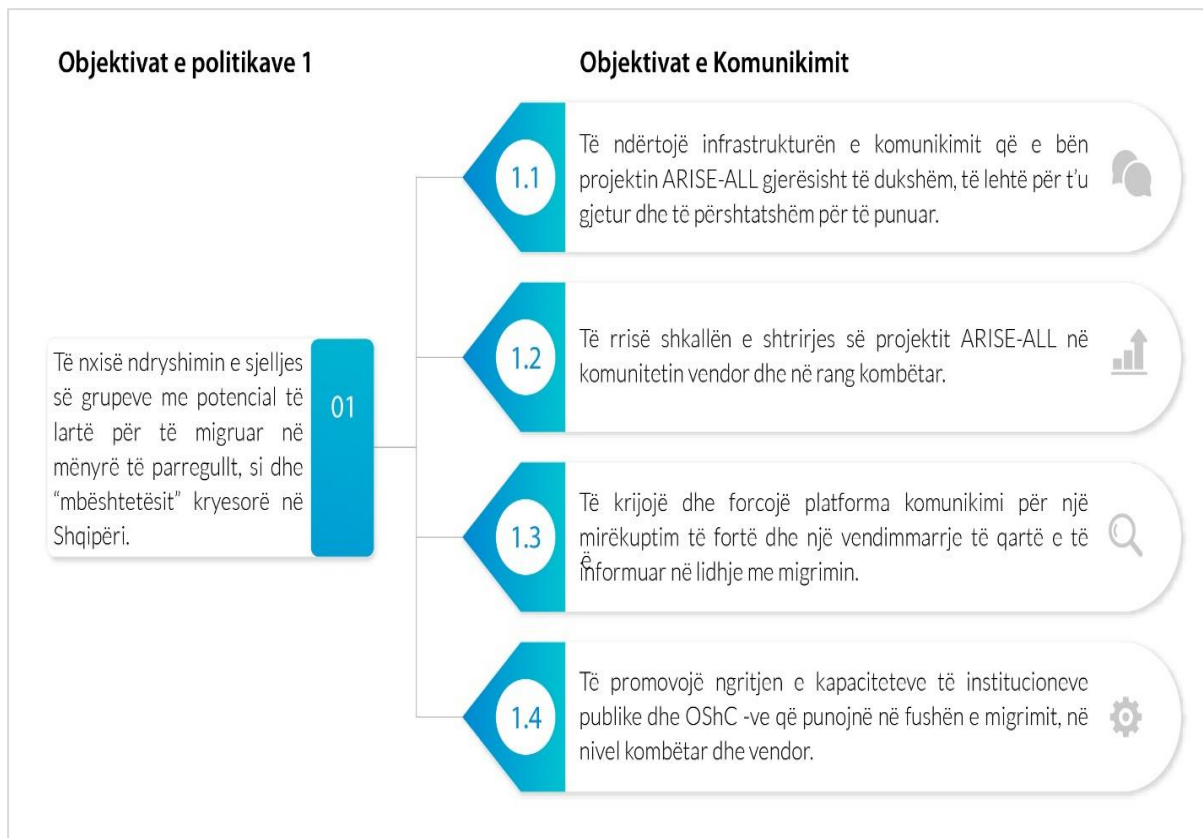 Objektivat e politikave 1
Objektivat e Komunikimit
Të nxisë ndryshimin e sjelljes
së grupeve me potencial të
lartë për të migruar në
mënyrë të parregullt, si dhe
“mbështetësit” kryesorë në
Shqipëri.
01
1.1
Të ndërtojë infrastrukturën e komunikimit që e bën
projektin ARISE-ALL gjerësisht të dukshëm, të lehtë për t’u
gjetur dhe të përshtatshëm për të punuar.
1.2
Të rrisë shkallën e shtrirjes së projektit ARISE-ALL në
komunitetin vendor dhe në rang kombëtar.
1.3
Të krijojë dhe forcojë platforma komunikimi për një
mirëkuptim të fortë dhe një vendimmarrje të qartë e të
informuar në lidhje me migrimin.
ë
1.4
Të promovojë ngritjen e kapaciteteve të institucioneve
publike dhe OShC -ve që punojnë në fushën e migrimit, në
nivel kombëtar dhe vendor.